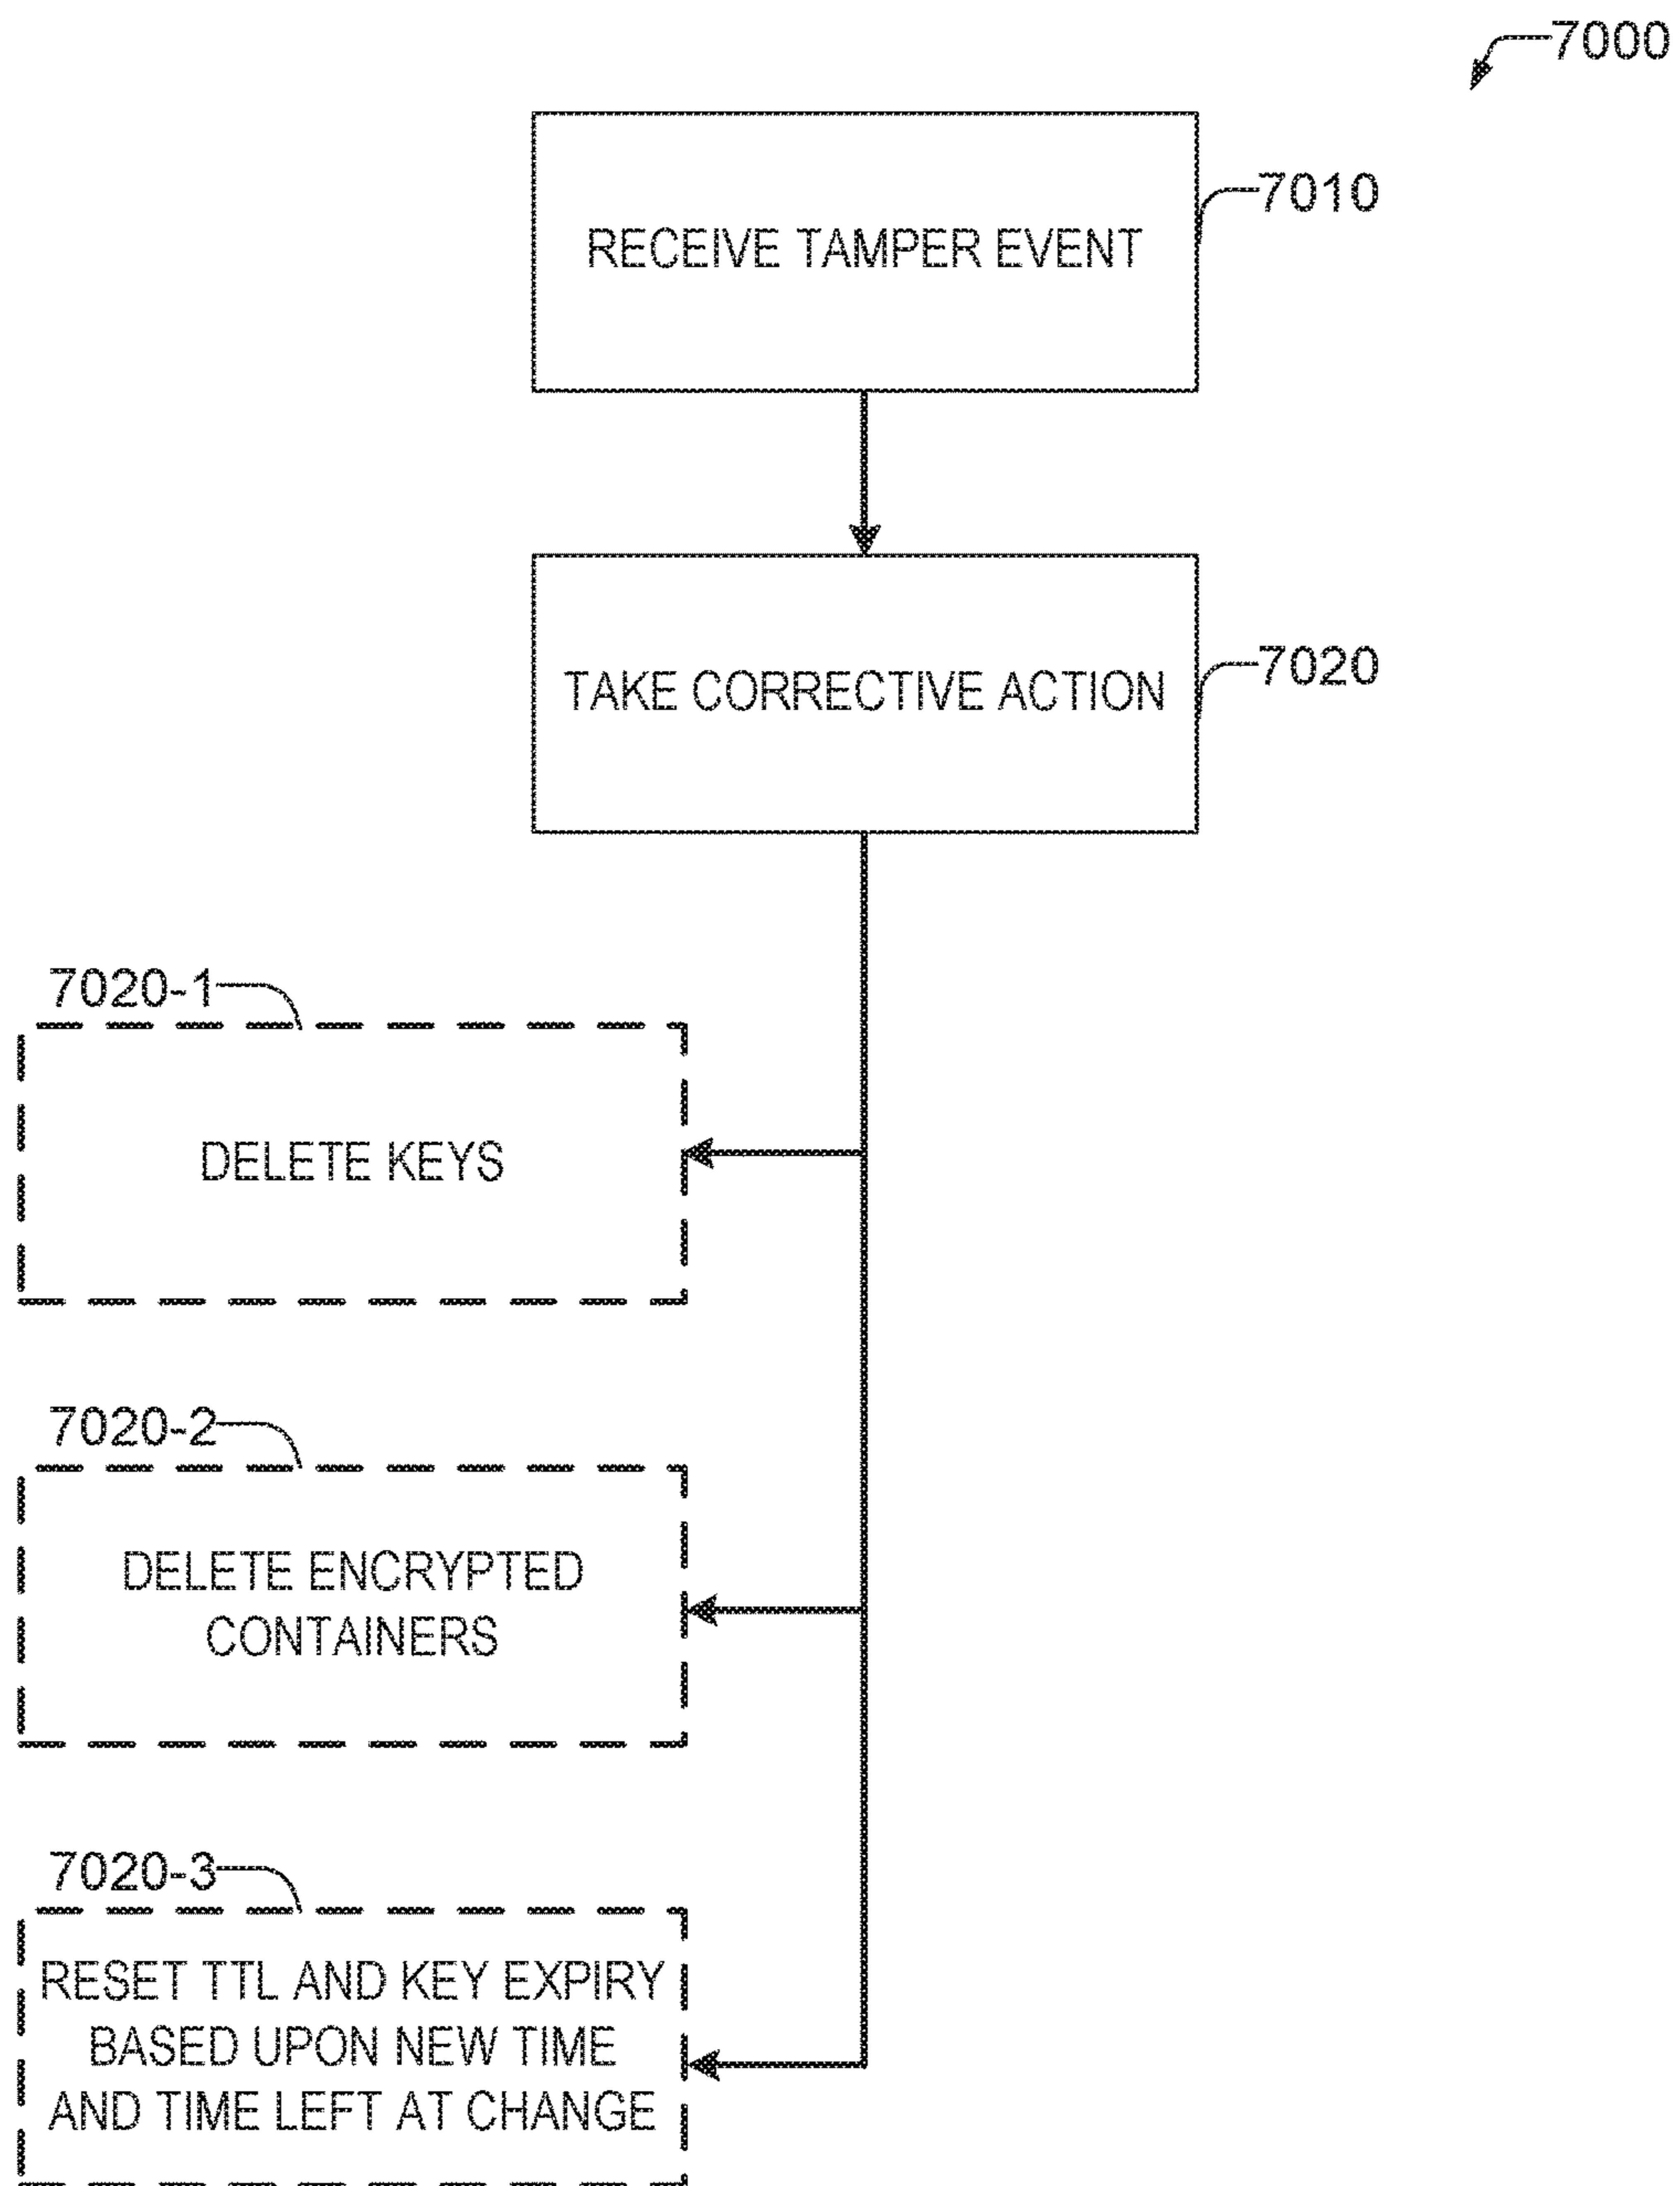 7000
RECEIVE TAMPER EVENT
7010
TAKE CORRECTIVE ACTION
7020
7020-1
DELETE KEYS
7020-2
DELETE ENCRYPTED
CONTAINERS
7020-3
RESET TTL AND KEY EXPIRY
BASED UPON NEW TIME
AND TIME LEFT AT CHANGE